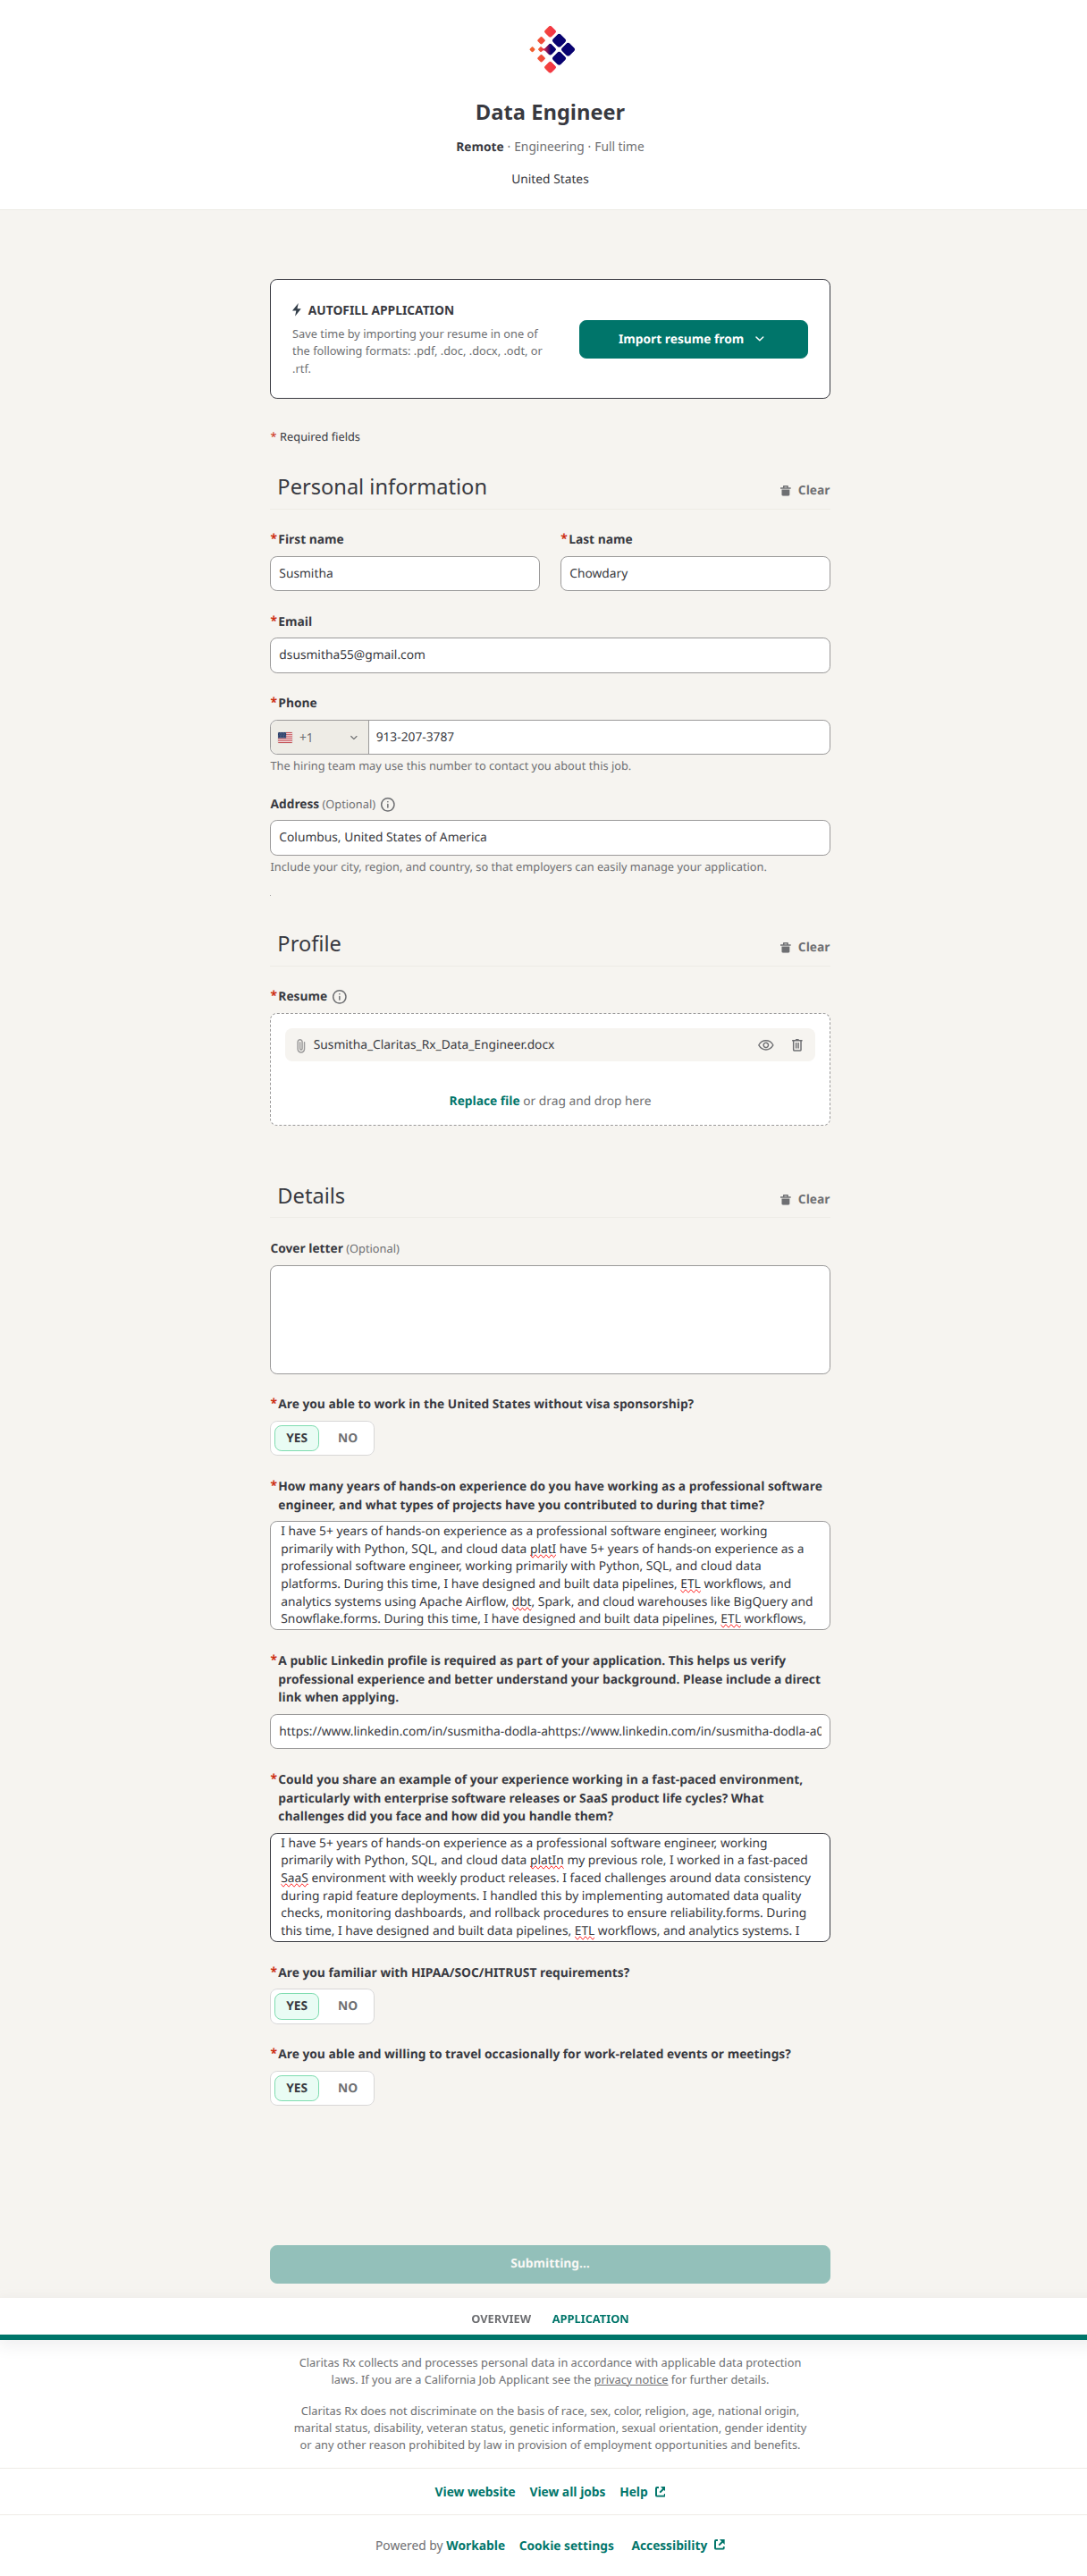 Data Engineer
Remote · Engineering · Full time
United States
AUTOFILL APPLICATION
Save time by importing your resume in one of
the following formats: .pdf, .doc, .docx, .odt, or
.rtf.
Import resume from
* Required fields
Personal information
Clear
*First name
*Last name
Susmitha
Chowdary
*Email
dsusmitha55@gmail.com
*Phone
+1
913-207-3787
The hiring team may use this number to contact you about this job.
Address (Optional)
Columbus, United States of America
Include your city, region, and country, so that employers can easily manage your application.
Profile
Clear
*Resume
Susmitha_Claritas_Rx_Data_Engineer.docx
Replace file or drag and drop here
Details
Clear
Cover letter (Optional)
*Are you able to work in the United States without visa sponsorship?
YES NO
*How many years of hands-on experience do you have working as a professional software
engineer, and what types of projects have you contributed to during that time?
I have 5+ years of hands-on experience as a professional software engineer, working
primarily with Python, SQL, and cloud data platI have 5+ years of hands-on experience as a
professional software engineer, working primarily with Python, SQL, and cloud data
platforms. During this time, I have designed and built data pipelines, ETL workflows, and
analytics systems using Apache Airflow, dbt, Spark, and cloud warehouses like BigQuery and
Snowflake.forms. During this time, I have designed and built data pipelines, ETL workflows,
*A public Linkedin profile is required as part of your application. This helps us verify
professional experience and better understand your background. Please include a direct
link when applying.
https://www.linkedin.com/in/susmitha-dodla-ahttps://www.linkedin.com/in/susmitha-dodla-a0
*Could you share an example of your experience working in a fast-paced environment,
particularly with enterprise software releases or SaaS product life cycles? What
challenges did you face and how did you handle them?
I have 5+ years of hands-on experience as a professional software engineer, working
primarily with Python, SQL, and cloud data platIn my previous role, I worked in a fast-paced
SaaS environment with weekly product releases. I faced challenges around data consistency
during rapid feature deployments. I handled this by implementing automated data quality
checks, monitoring dashboards, and rollback procedures to ensure reliability.forms. During
this time, I have designed and built data pipelines, ETL workflows, and analytics systems. I
*Are you familiar with HIPAA/SOC/HITRUST requirements?
YES NO
*Are you able and willing to travel occasionally for work-related events or meetings?
YES NO
Submitting...
OVERVIEW APPLICATION
Claritas Rx collects and processes personal data in accordance with applicable data protection
laws. If you are a California Job Applicant see the privacy notice for further details.
Claritas Rx does not discriminate on the basis of race, sex, color, religion, age, national origin,
marital status, disability, veteran status, genetic information, sexual orientation, gender identity
or any other reason prohibited by law in provision of employment opportunities and benefits.
View website View all jobs Help
Powered by Workable Cookie settings Accessibility